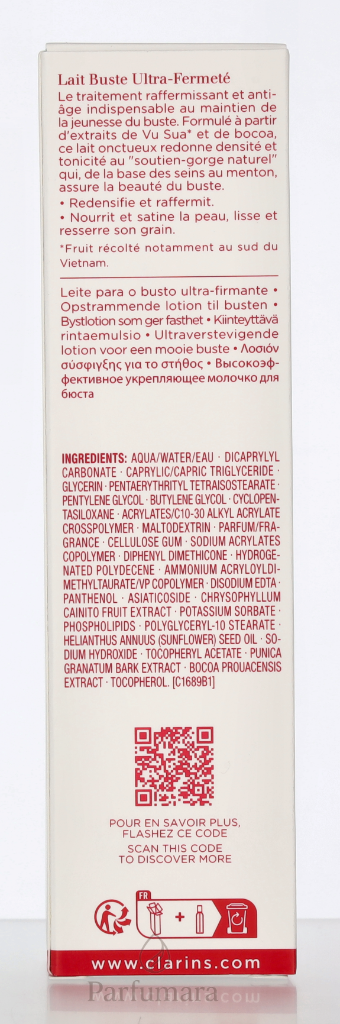 Lait Buste Ultra-Fermeté
Le traitement raffermissant et anti-
âge indispensable au maintien de
la jeunesse du buste. Formulé à partir
d'extraits de Vu Sua* et de bocoa,
ce lait onctueux redonne densité et
tonicité au "soutien-gorge naturel"
qui, de la base des seins au menton,
assure la beauté du buste.
• Redensifie et raffermit.
• Nourrit et satine la peau, lisse et
resserre son grain.
*Fruit récolté notamment au sud du
Vietnam.
Leite para o busto ultra-firmante •
Opstrammende lotion til busten •
Bystlotion som ger fasthet • Kiinteyttävä
rintaemulsio • Ultraverstevigende
lotion voor een mooie buste • Λοσιόν
σύσφιγξης για το στήθος • Высокоэф-
фективное укрепляющее молочко для
бюста
INGREDIENTS: AQUA/WATER/EAU · DICAPRYLYL
CARBONATE · CAPRYLIC/CAPRIC TRIGLYCERIDE ·
GLYCERIN · PENTAERYTHRITYL TETRAISOSTEARATE ·
PENTYLENE GLYCOL · BUTYLENE GLYCOL · CYCLOPEN-
TASILOXANE · ACRYLATES/C10-30 ALKYL ACRYLATE
CROSSPOLYMER · MALTODEXTRIN · PARFUM/FRA-
GRANCE · CELLULOSE GUM · SODIUM ACRYLATES
COPOLYMER · DIPHENYL DIMETHICONE · HYDROGE-
NATED POLYDECENE · AMMONIUM ACRYLOYLDI-
METHYLTAURATE/VP COPOLYMER · DISODIUM EDTA ·
PANTHENOL · ASIATICOSIDE · CHRYSOPHYLLUM
CAINITO FRUIT EXTRACT · POTASSIUM SORBATE ·
PHOSPHOLIPIDS · POLYGLYCERYL-10 STEARATE ·
HELIANTHUS ANNUUS (SUNFLOWER) SEED OIL · SO-
DIUM HYDROXIDE · TOCOPHERYL ACETATE · PUNICA
GRANATUM BARK EXTRACT · BOCOA PROUACENSIS
EXTRACT · TOCOPHEROL. [C1689B1]
POUR EN SAVOIR PLUS,
FLASHEZ CE CODE
SCAN THIS CODE
TO DISCOVER MORE
FR
+
www.clarins.com
Parfumara